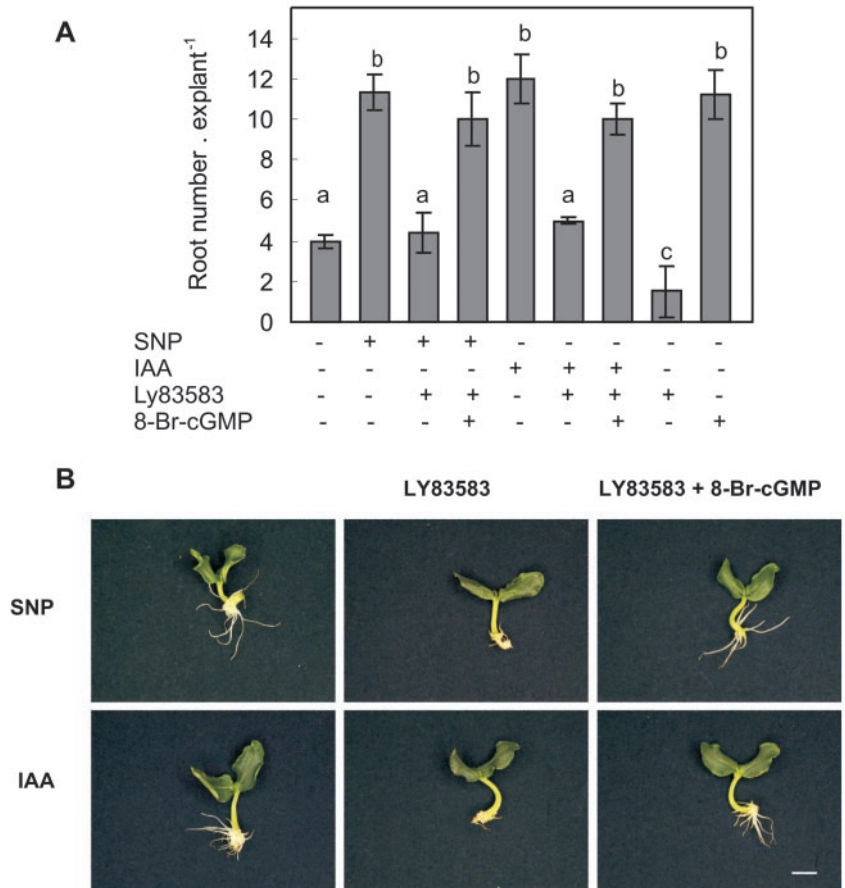 A
Root number . explant-1
14
12
10
8
6
4
2
0
a
b
a
b
b
a
b
c
b
SNP - + + + - - - - -
IAA - - - - + + + - -
Ly83583 - - + + - + + + -
8-Br-cGMP - - - + - - + - +
B
LY83583 LY83583 + 8-Br-cGMP
SNP
IAA